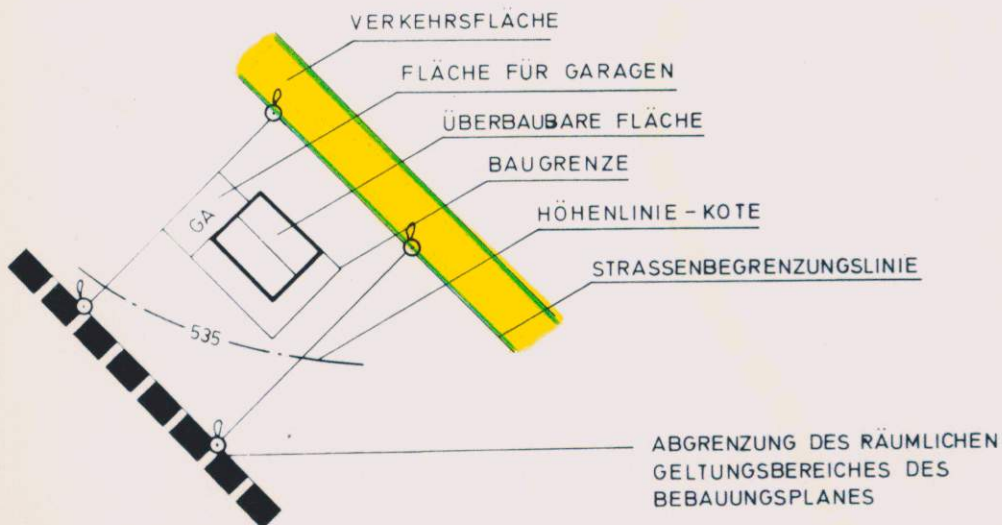 VERKEHRSFLÄCHE
FLÄCHE FÜR GARAGEN
ÜBERBAUBARE FLÄCHE
BAUGRENZE
HÖHENLINIE - KOTE
STRASSENBEGRENZUNGSLINIE
GA
535
ABGRENZUNG DES RÄUMLICHEN
GELTUNGSBEREICHES DES
BEBAUUNGSPLANES